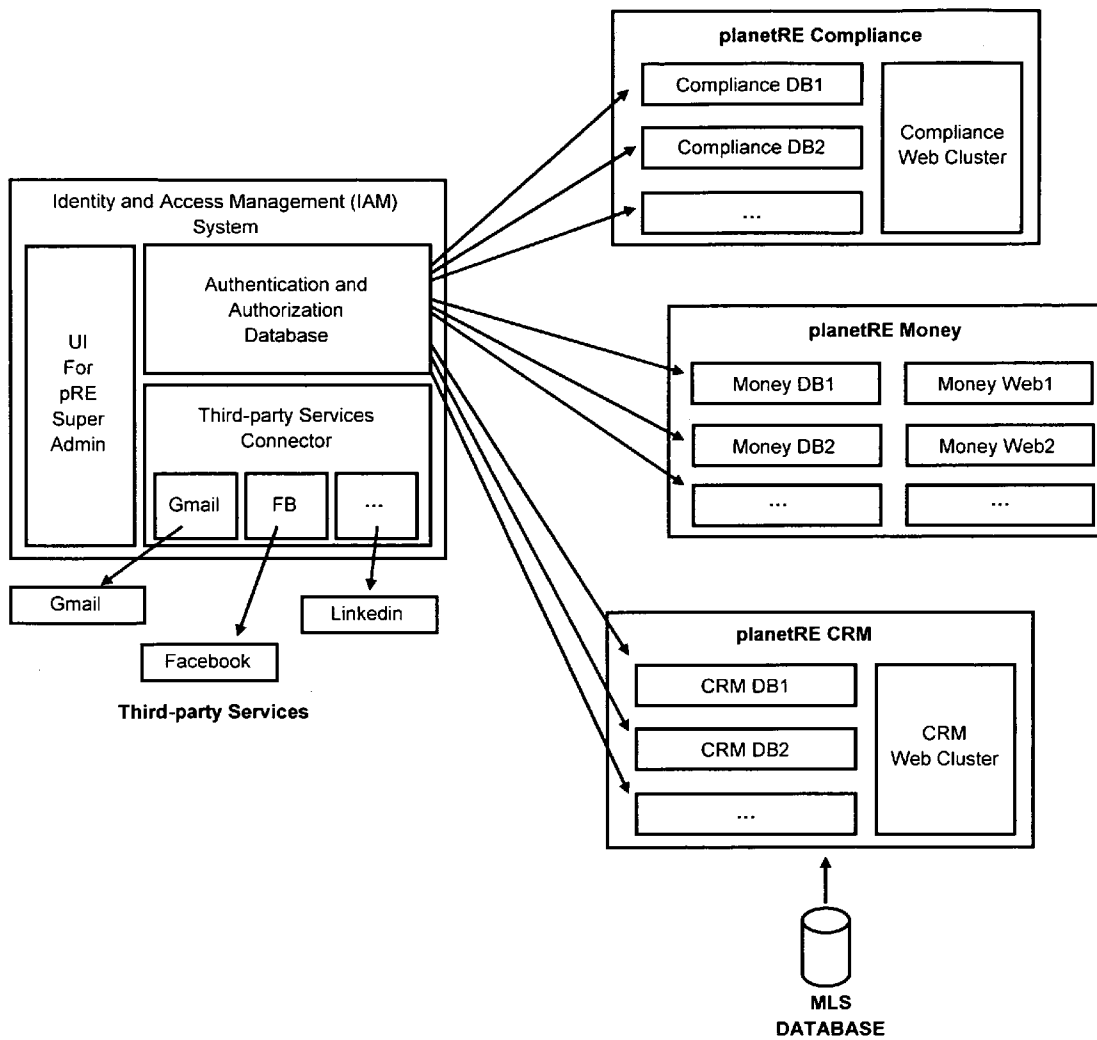 planetRE Compliance
Compliance DB1
Compliance DB2
...
Compliance
Web Cluster
Identity and Access Management (IAM)
System
UI
For
pRE
Super
Admin
Authentication and
Authorization
Database
Third-party Services
Connector
Gmail
FB
...
Gmail
Facebook
Linkedin
Third-party Services
planetRE Money
Money DB1
Money Web1
Money DB2
Money Web2
...
...
planetRE CRM
CRM DB1
CRM DB2
...
CRM
Web Cluster
MLS
DATABASE